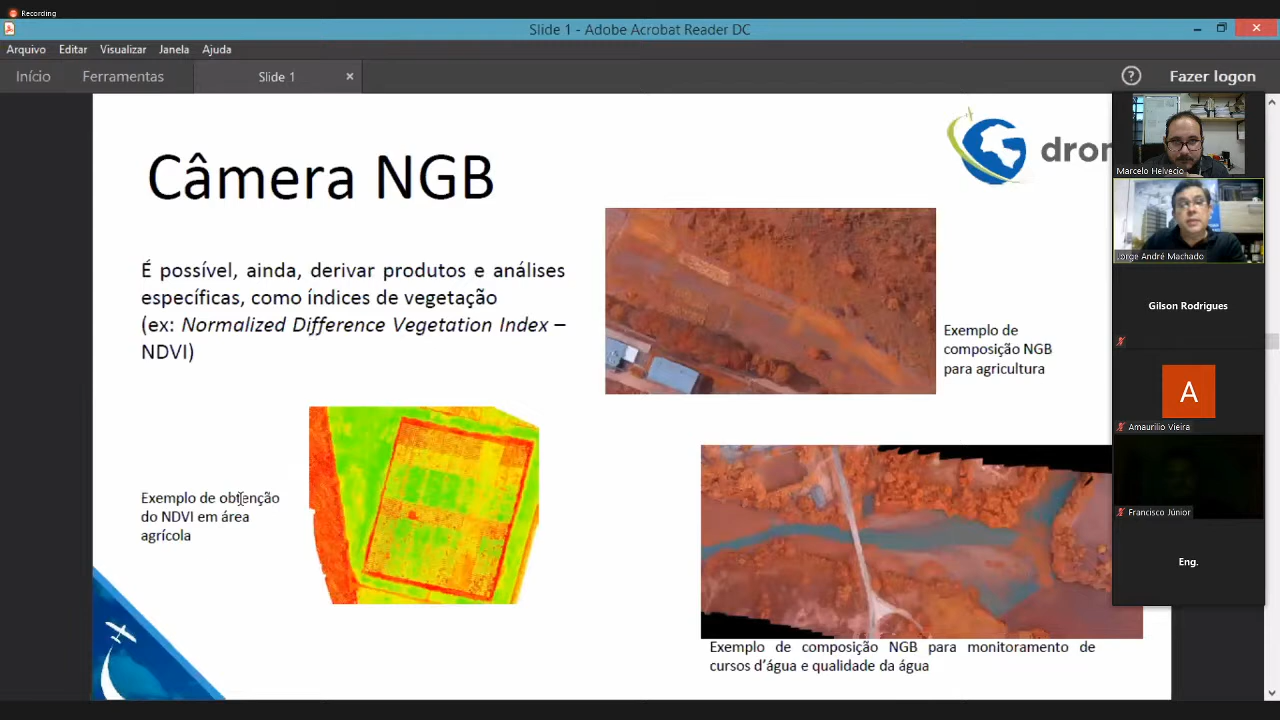 Recording
Slide 1 - Adobe Acrobat Reader DC
Arquivo Editar Visualizar Janela Ajuda
Início Ferramentas Slide 1 Fazer logon
Câmera NGB
dron
É possível, ainda, derivar produtos e análises
específicas, como índices de vegetação
(ex: Normalized Difference Vegetation Index –
NDVI)
Exemplo de
composição NGB
para agricultura
Exemplo de obtenção
do NDVI em área
agrícola
Exemplo de composição NGB para monitoramento de
cursos d'água e qualidade da água
Marcelo Helvecio
Jorge André Machado
Gilson Rodrigues
A
Amaurilio Vieira
Francisco Júnior
Eng.